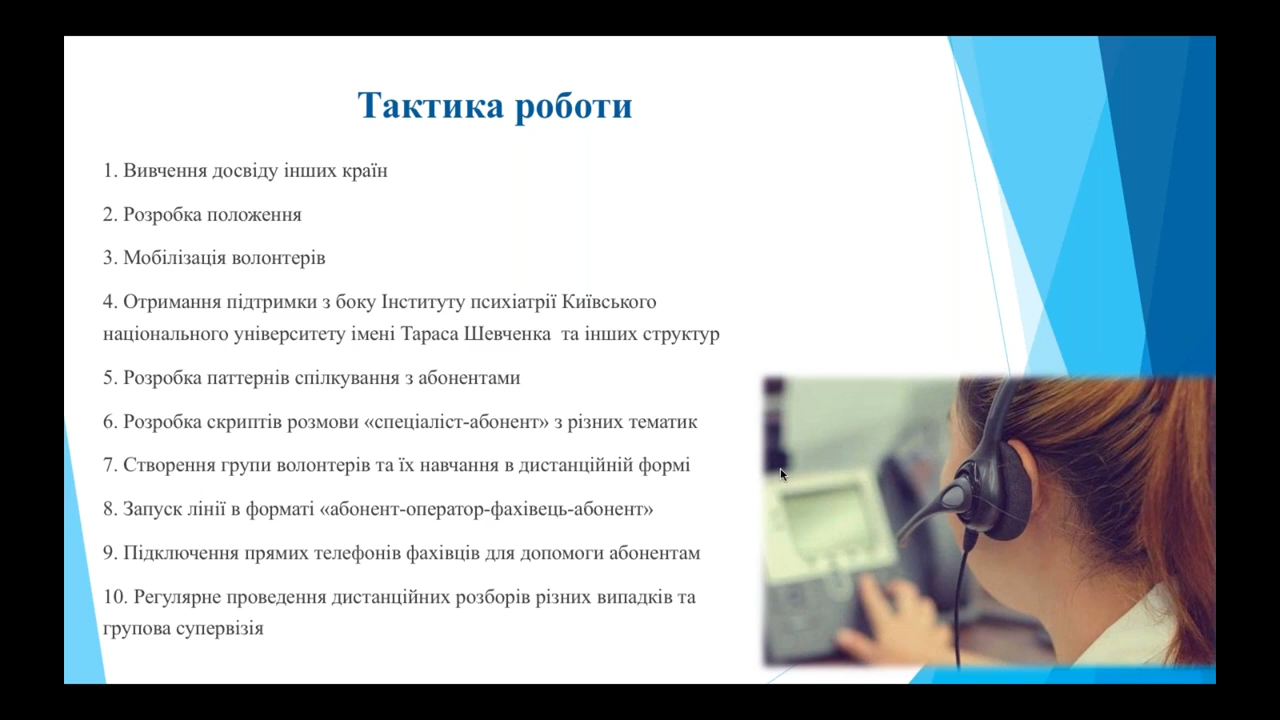 Тактика роботи
1. Вивчення досвіду інших країн
2. Розробка положення
3. Мобілізація волонтерів
4. Отримання підтримки з боку Інституту психіатрії Київського
національного університету імені Тараса Шевченка та інших структур
5. Розробка паттернів спілкування з абонентами
6. Розробка скриптів розмови «спеціаліст-абонент» з різних тематик
7. Створення групи волонтерів та їх навчання в дистанційній формі
8. Запуск лінії в форматі «абонент-оператор-фахівець-абонент»
9. Підключення прямих телефонів фахівців для допомоги абонентам
10. Регулярне проведення дистанційних розборів різних випадків та
групова супервізія